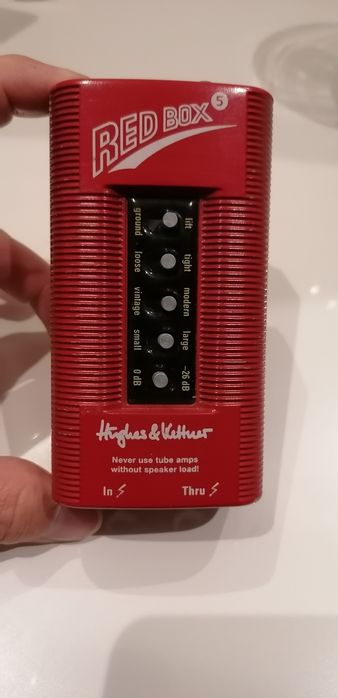 RED BOX 5
ground lift
loose tight
vintage modern
small large
0 dB -26 dB
Hughes & Kettner
Never use tube amps
without speaker load!
In Thru